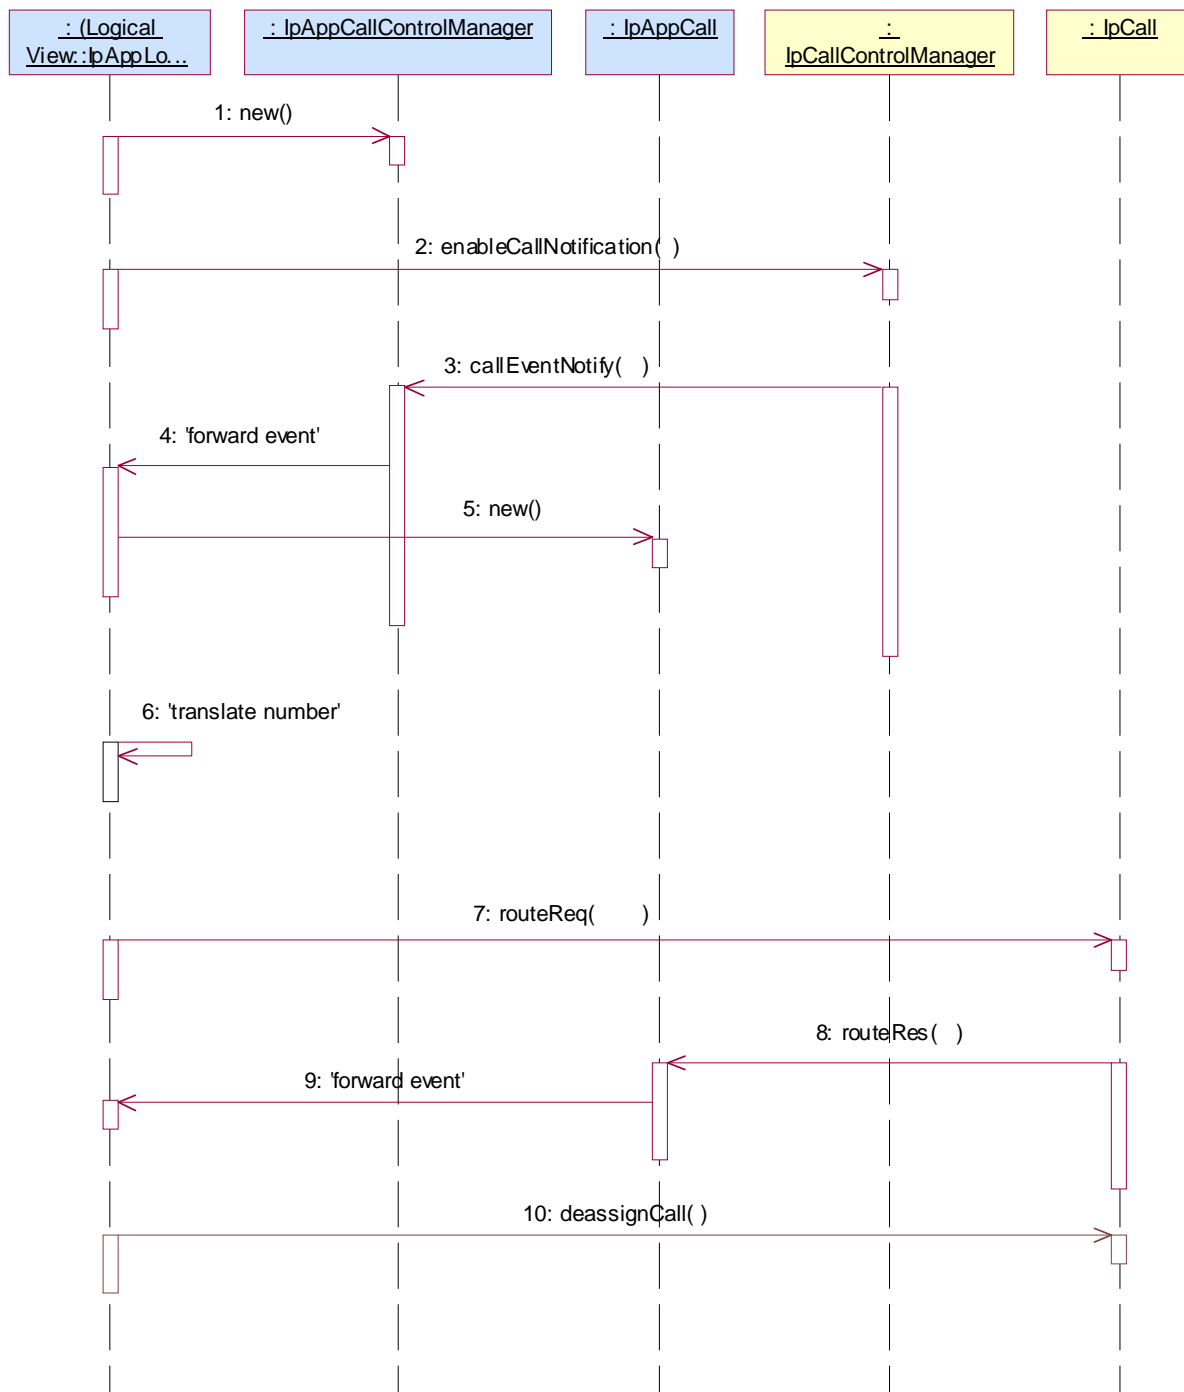 : (Logical
View::IpAppLo...
: IpAppCallControlManager
: IpAppCall
:
IpCallControlManager
: IpCall
1: new()
2: enableCallNotification( )
3: callEventNotify( )
4: 'forward event'
5: new()
6: 'translate number'
7: routeReq( )
8: routeRes( )
9: 'forward event'
10: deassignCall( )